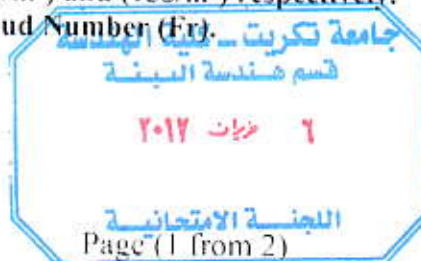 respectively.
ud Number (Fr).
جامعة تكريت - كلية الهندسة
قسم هندسة البيئة
٦ حزيران ٢٠١٢
اللجنة الامتحانية
Page (1 from 2)